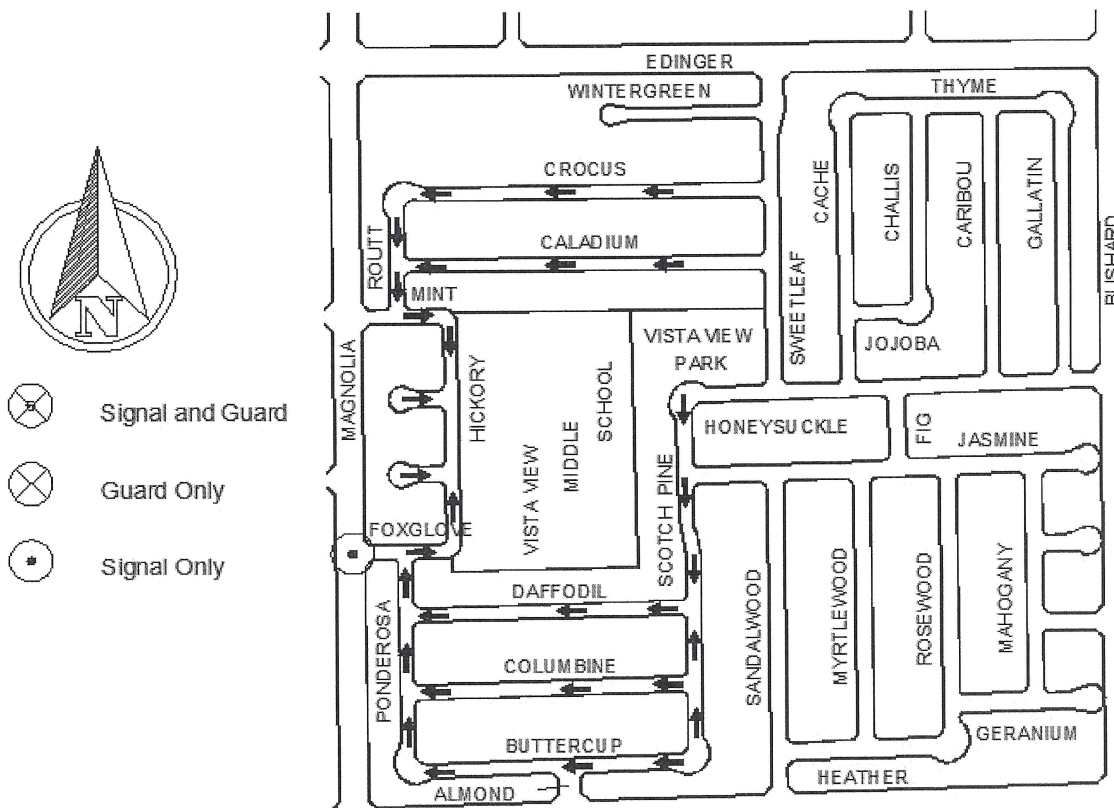 EDINGER
WINTERGREEN
THYME
CROCUS
CACHE
CHALLIS
CARIBOU
GALLATIN
ROUTT
CALADIUM
MINT
SWEETLEAF
VISTA VIEW
PARK
JOJOBA
N
MAGNOLIA
HICKORY
Signal and Guard
VISTA VIEW
MIDDLE
SCHOOL
HONEYSUCKLE
FIG
JASMINE
Guard Only
FOXGLOVE
SCOTCH PINE
Signal Only
DAFFODIL
PONDEROSA
SANDALWOOD
MYRTLEWOOD
ROSEWOOD
MAHOGANY
COLUMBINE
BUTTERCUP
GERANIUM
ALMOND
HEATHER